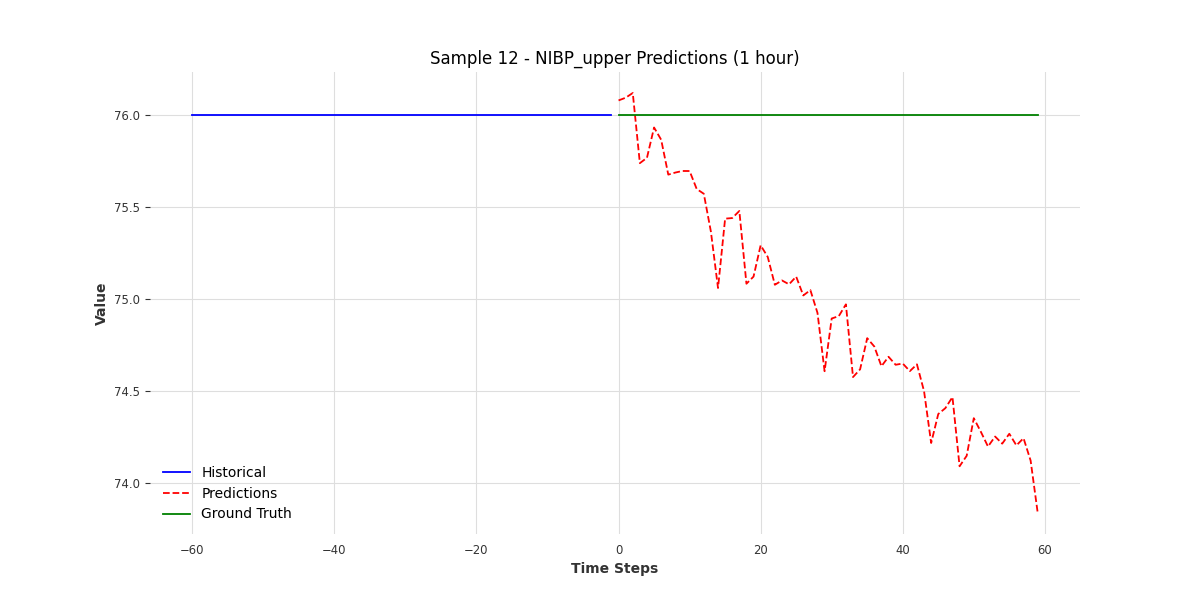 Sample 12 - NIBP_upper Predictions (1 hour)
Value
76.0
75.5
75.0
74.5
74.0
Historical
Predictions
Ground Truth
−60
−40
−20
0
20
40
60
Time Steps